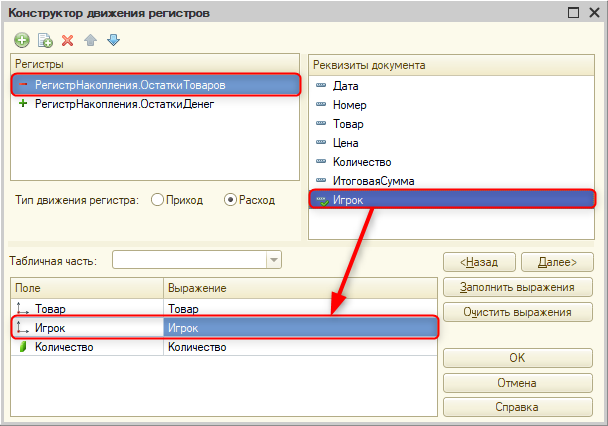 Конструктор движения регистров
Регистры
РегистрНакопления.ОстаткиТоваров
РегистрНакопления.ОстаткиДенег
Тип движения регистра: Приход Расход
Реквизиты документа
Дата
Номер
Товар
Цена
Количество
ИтоговаяСумма
Игрок
Табличная часть:
<Назад Далее>
Заполнить выражения
Очистить выражения
Поле Выражение
Товар Товар
Игрок Игрок
Количество Количество
OK
Отмена
Справка